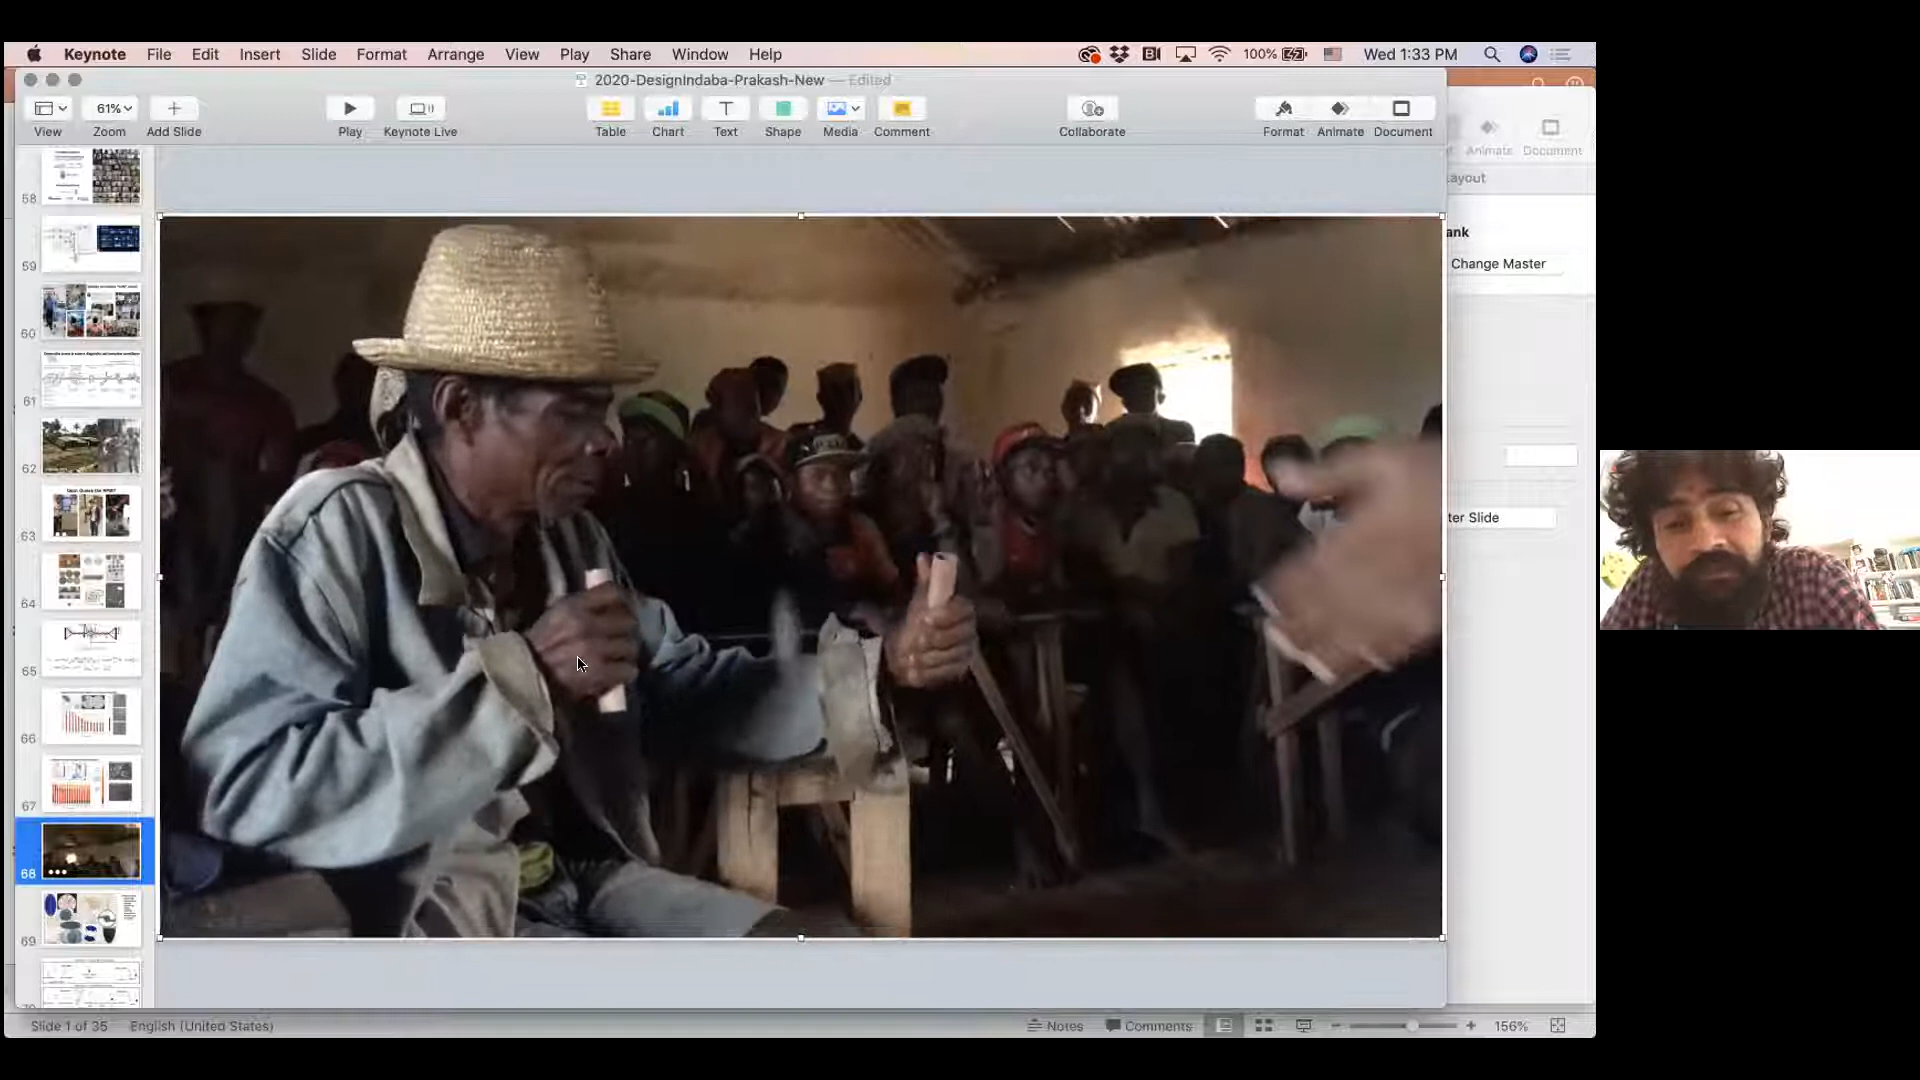 Keynote File Edit Insert Slide Format Arrange View Play Share Window Help 100% Wed 1:33 PM
2020-DesignIndaba-Prakash-New — Edited
61%
View Zoom Add Slide Play Keynote Live Table Chart Text Shape Media Comment Collaborate Format Animate Document
Animate Document
ayout
ank
Change Master
ter Slide
58
59
60
61
62
63
64
65
66
67
68
69
Slide 1 of 35 English (United States) Notes Comments 156%